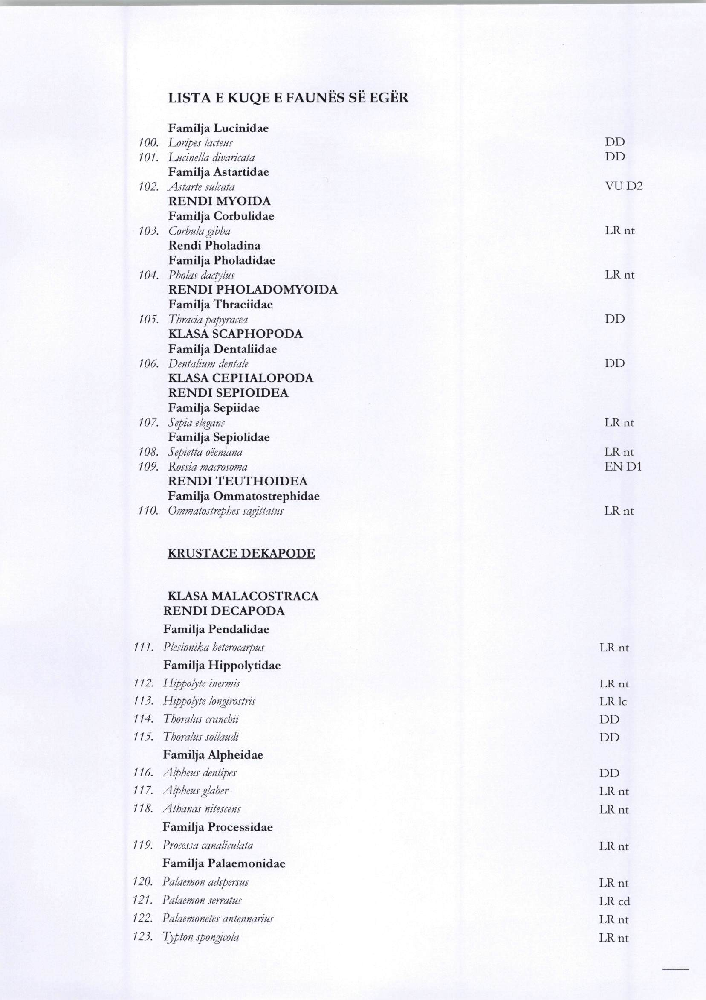 LISTA E KUQE E FAUNËS SË EGËR
Familja Lucinidae
100. Loripes lacteus DD
101. Lucinella divaricata DD
Familja Astartidae
102. Astarte sulcata VU D2
RENDI MYOIDA
Familja Corbulidae
103. Corbula gibba LR nt
Rendi Pholadina
Familja Pholadidae
104. Pholas dactylus LR nt
RENDI PHOLADOMYOIDA
Familja Thraciidae
105. Thracia papyracea DD
KLASA SCAPHOPODA
Familja Dentaliidae
106. Dentalium dentale DD
KLASA CEPHALOPODA
RENDI SEPIOIDEA
Familja Sepiidae
107. Sepia elegans LR nt
Familja Sepiolidae
108. Sepietta oëeniana LR nt
109. Rossia macrosoma EN D1
RENDI TEUTHOIDEA
Familja Ommatostrephidae
110. Ommatostrephes sagittatus LR nt
KRUSTACE DEKAPODE
KLASA MALACOSTRACA
RENDI DECAPODA
Familja Pendalidae
111. Plesionika heterocarpus LR nt
Familja Hippolytidae
112. Hippolyte inermis LR nt
113. Hippolyte longirostris LR lc
114. Thoralus cranchii DD
115. Thoralus sollaudi DD
Familja Alpheidae
116. Alpheus dentipes DD
117. Alpheus glaber LR nt
118. Athanas nitescens LR nt
Familja Processidae
119. Processa canaliculata LR nt
Familja Palaemonidae
120. Palaemon adspersus LR nt
121. Palaemon serratus LR cd
122. Palaemonetes antennarius LR nt
123. Typton spongicola LR nt